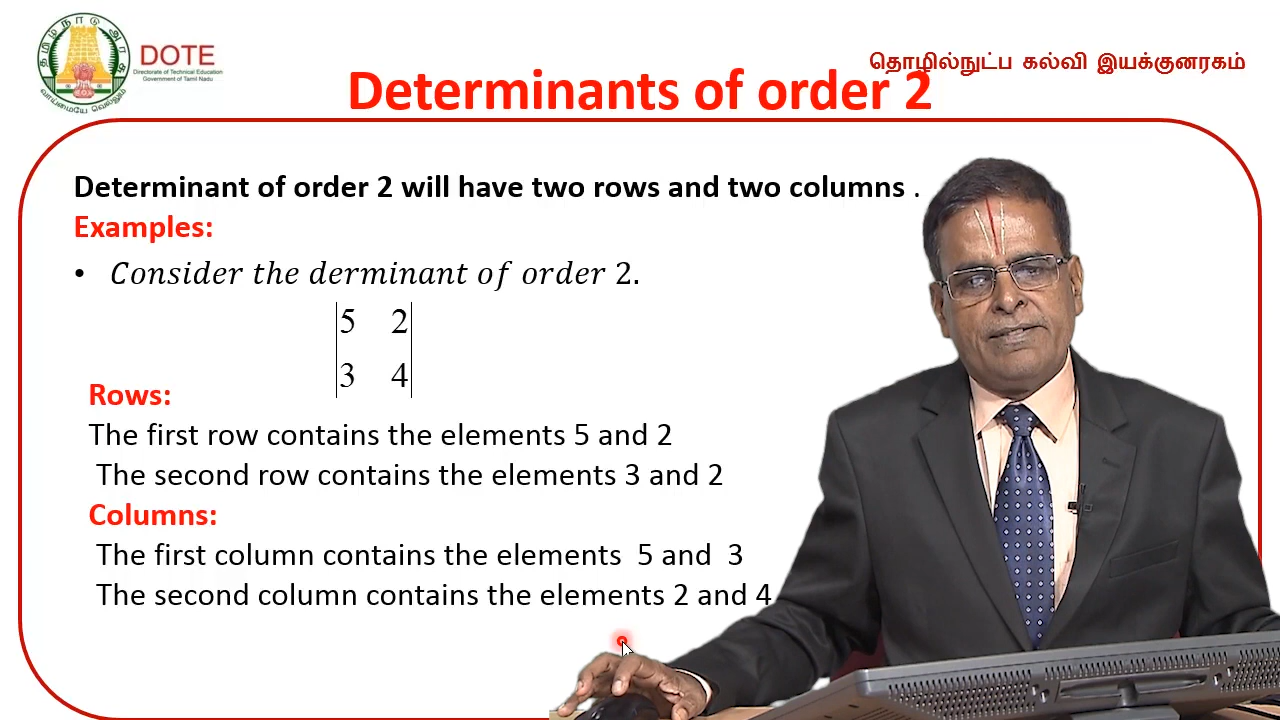 தமிழ்நாடு அரசு
வாய்மையே வெல்லும்
DOTE
Directorate of Technical Education
Government of Tamil Nadu
தொழில்நுட்ப கல்வி இயக்குனரகம்
Determinants of order 2
Determinant of order 2 will have two rows and two columns .
Examples:
• Consider the derminant of order 2.
5 2
3 4
Rows:
The first row contains the elements 5 and 2
The second row contains the elements 3 and 2
Columns:
The first column contains the elements 5 and 3
The second column contains the elements 2 and 4